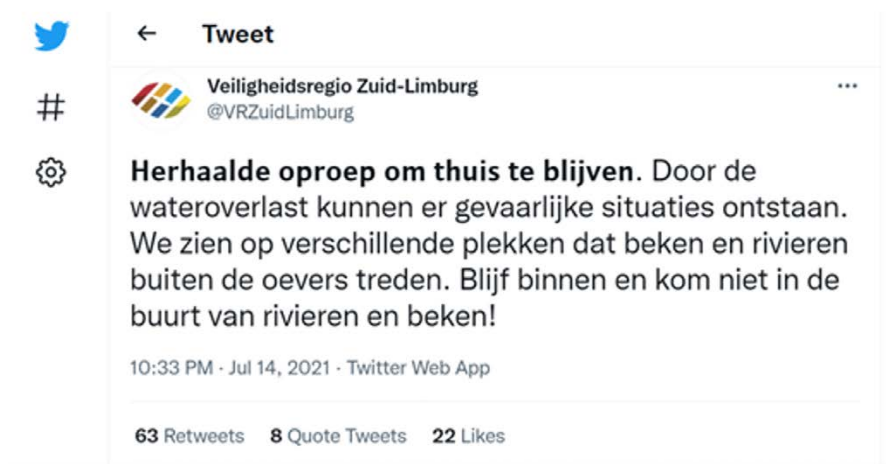 Tweet
Veiligheidsregio Zuid-Limburg
@VRZuidLimburg
Herhaalde oproep om thuis te blijven. Door de
wateroverlast kunnen er gevaarlijke situaties ontstaan.
We zien op verschillende plekken dat beken en rivieren
buiten de oevers treden. Blijf binnen en kom niet in de
buurt van rivieren en beken!
10:33 PM · Jul 14, 2021 · Twitter Web App
63 Retweets 8 Quote Tweets 22 Likes